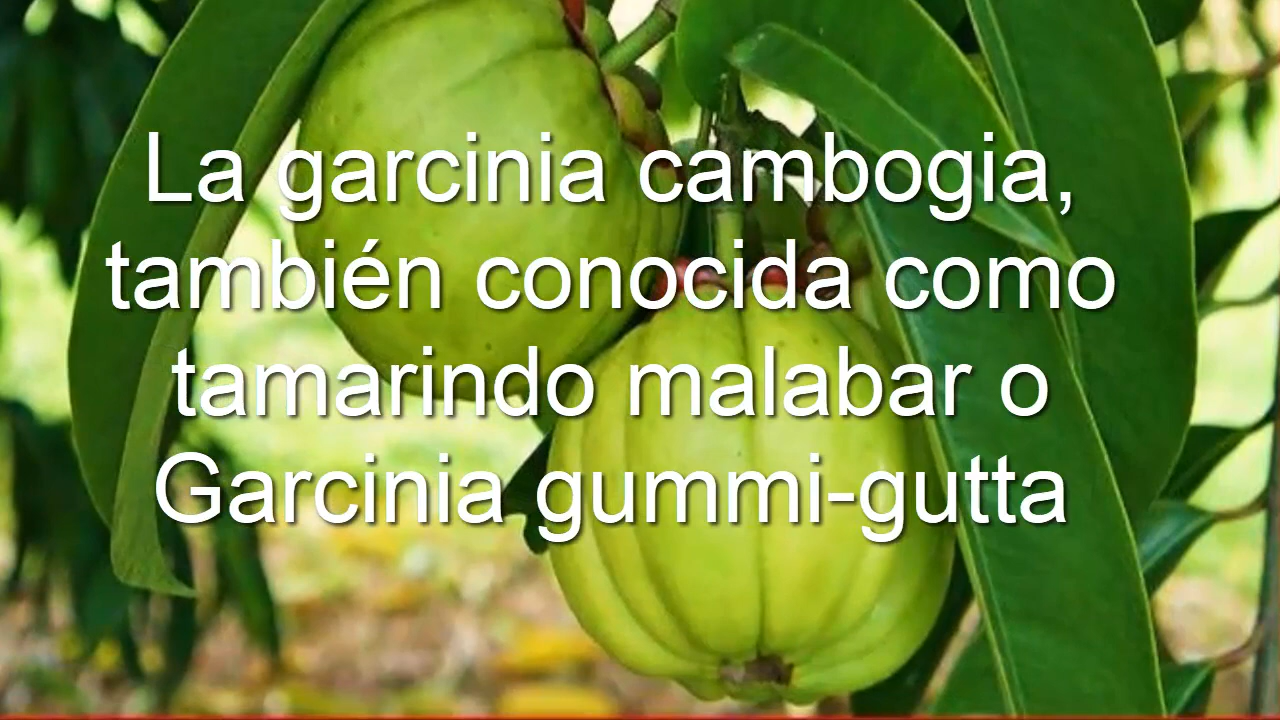 La garcinia cambogia,
también conocida como
tamarindo malabar o
Garcinia gummi-gutta